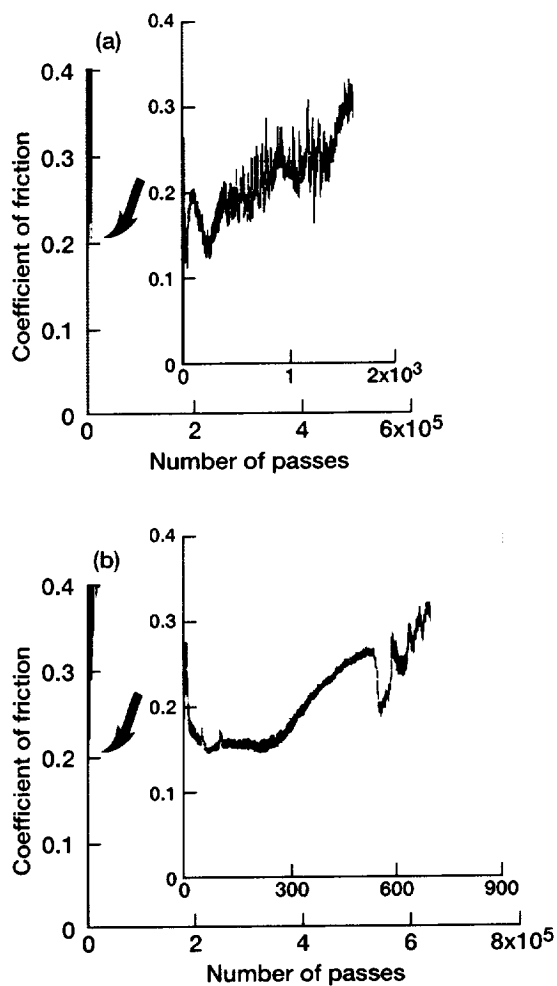 (a)
Coefficient of friction
0.4
0.3
0.2
0.1
0
0.4
0.3
0.2
0.1
0
0 1 2x10³
0 2 4 6x10⁵
Number of passes
(b)
Coefficient of friction
0.4
0.3
0.2
0.1
0
0.4
0.3
0.2
0.1
0
0 300 600 900
0 2 4 6 8x10⁵
Number of passes